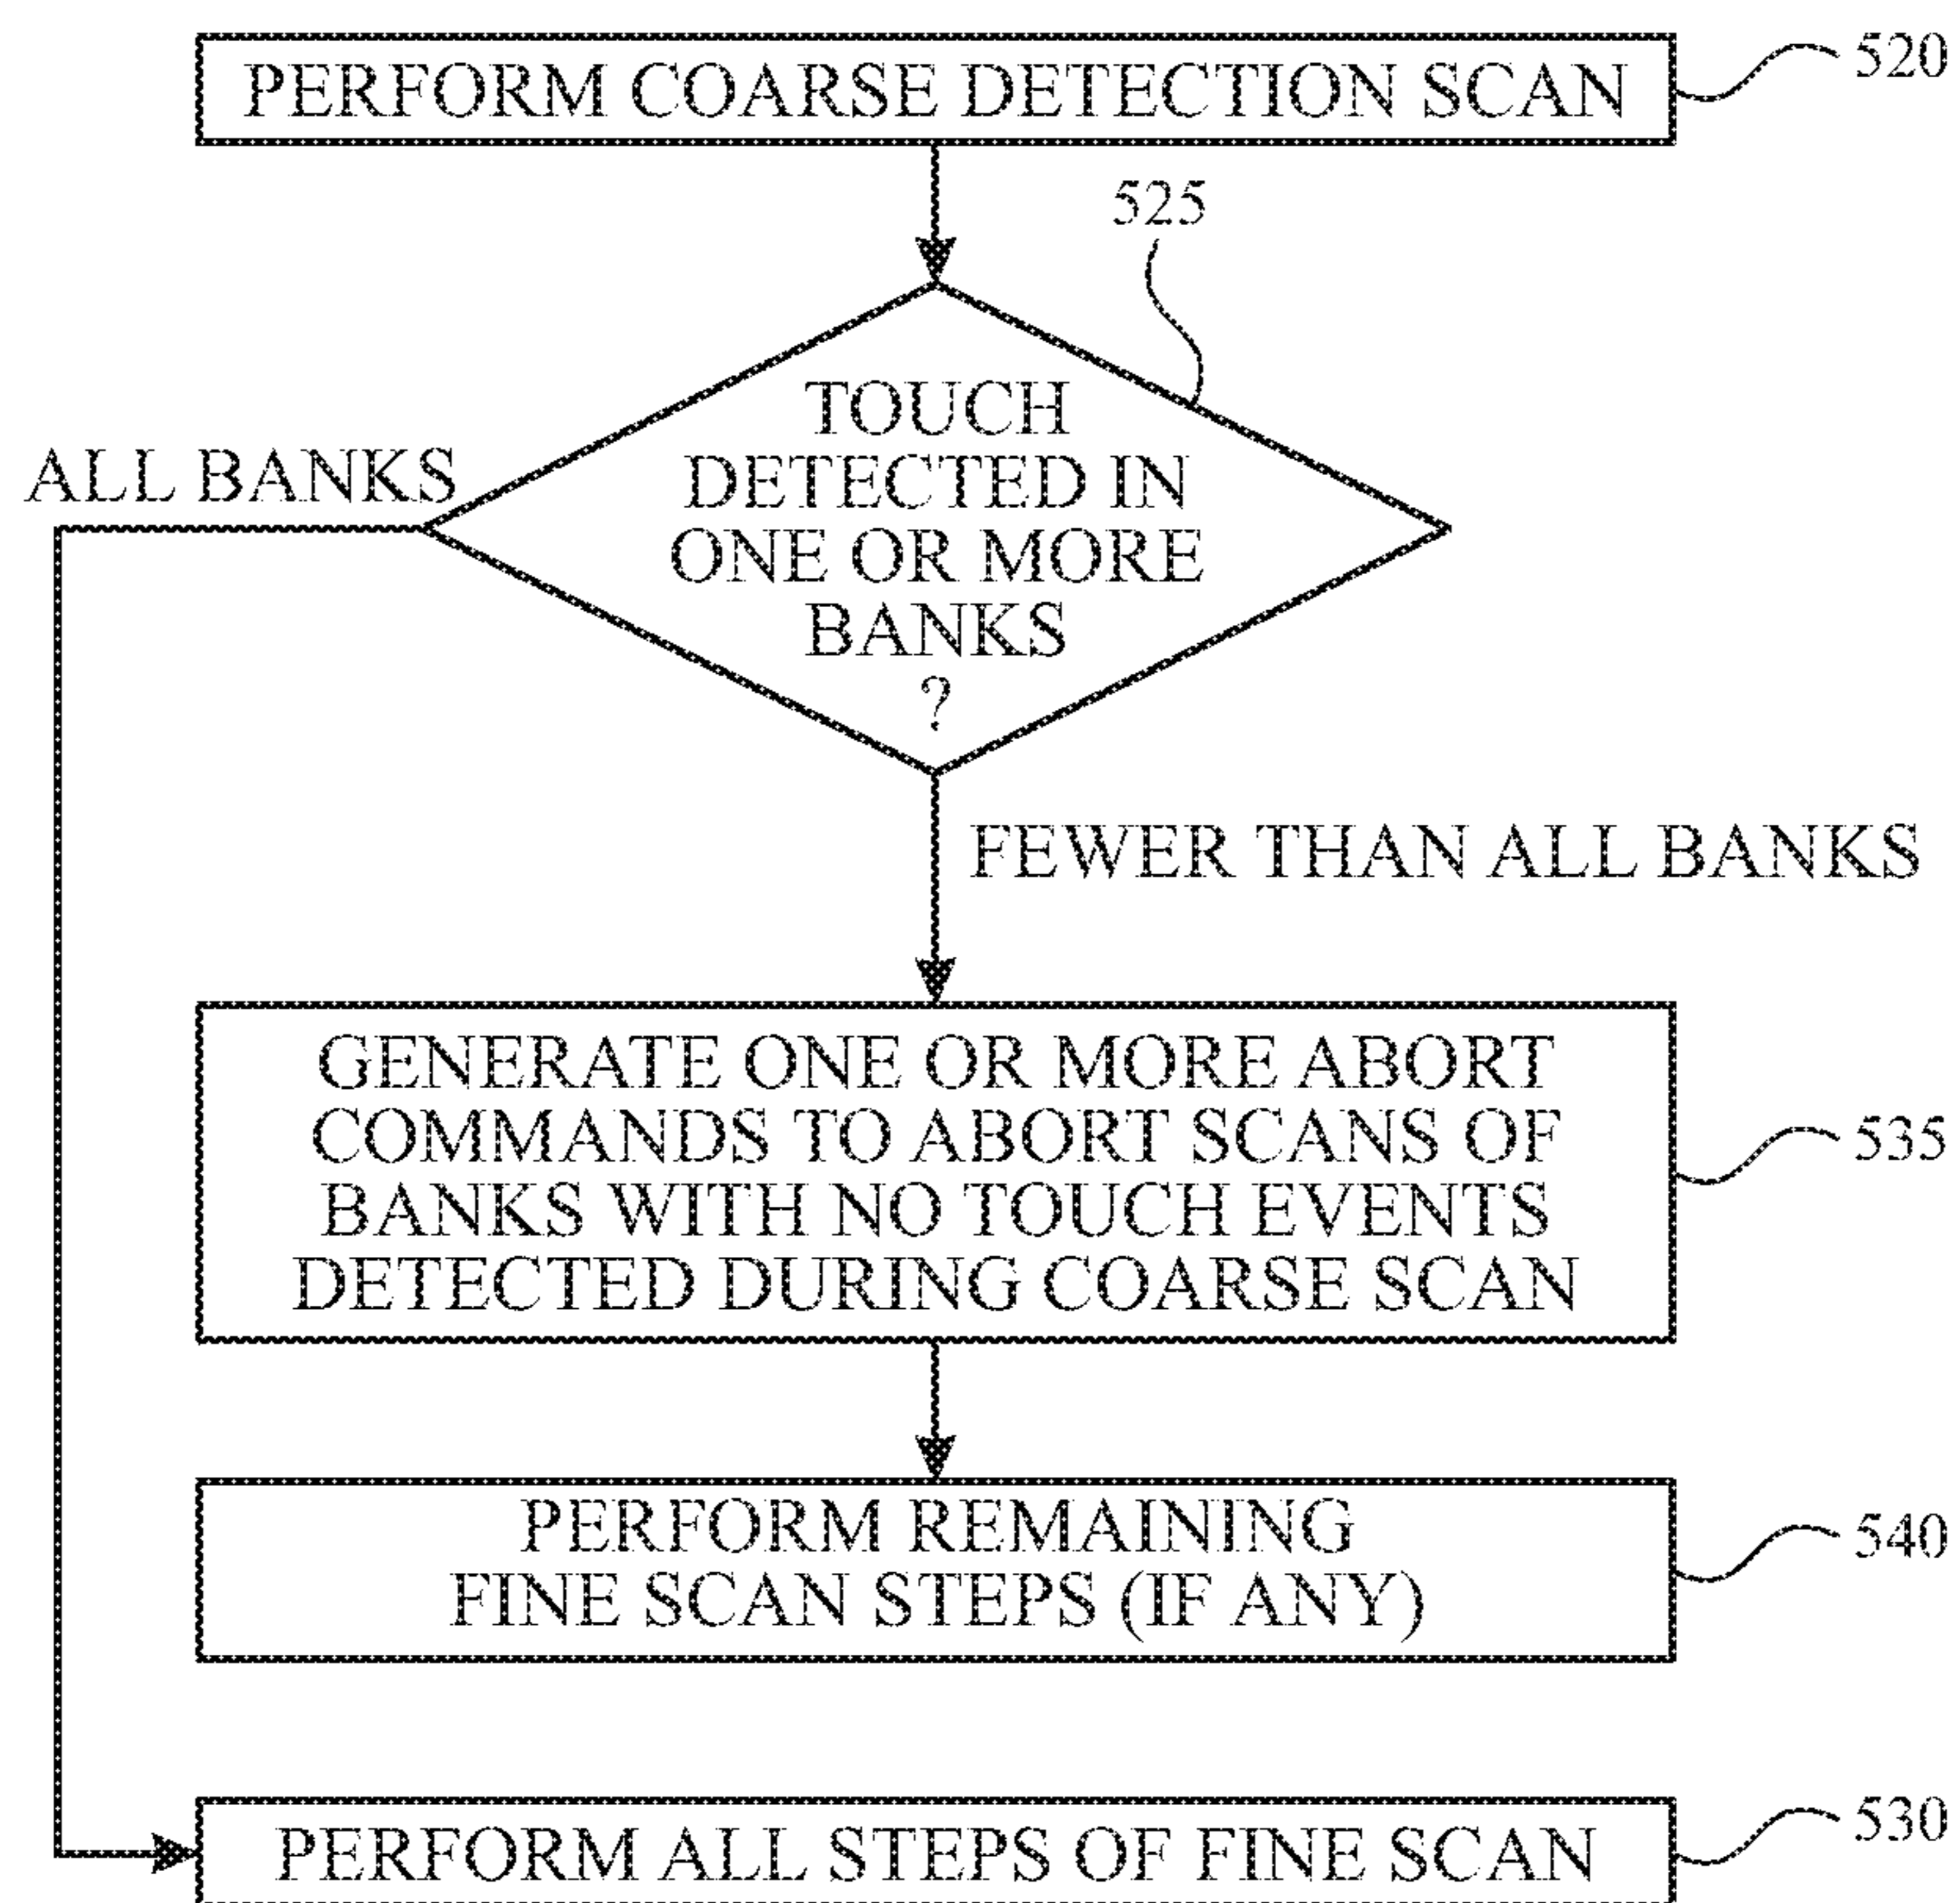 PERFORM COARSE DETECTION SCAN
520
525
TOUCH
DETECTED IN
ONE OR MORE
BANKS
?
ALL BANKS
FEWER THAN ALL BANKS
GENERATE ONE OR MORE ABORT
COMMANDS TO ABORT SCANS OF
BANKS WITH NO TOUCH EVENTS
DETECTED DURING COARSE SCAN
535
PERFORM REMAINING
FINE SCAN STEPS (IF ANY)
540
PERFORM ALL STEPS OF FINE SCAN
530